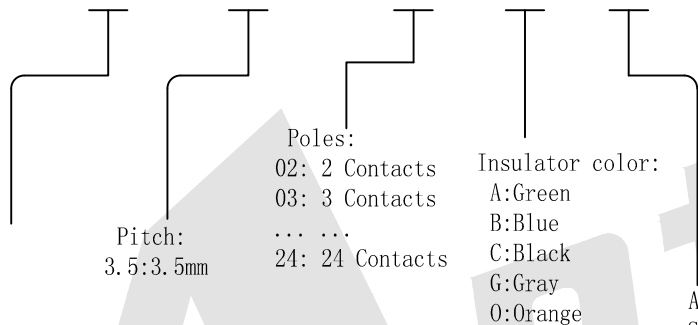 Poles:
02: 2 Contacts
03: 3 Contacts
... ...
24: 24 Contacts
Pitch:
3.5:3.5mm
Insulator color:
A:Green
B:Blue
C:Black
G:Gray
O:Orange
A